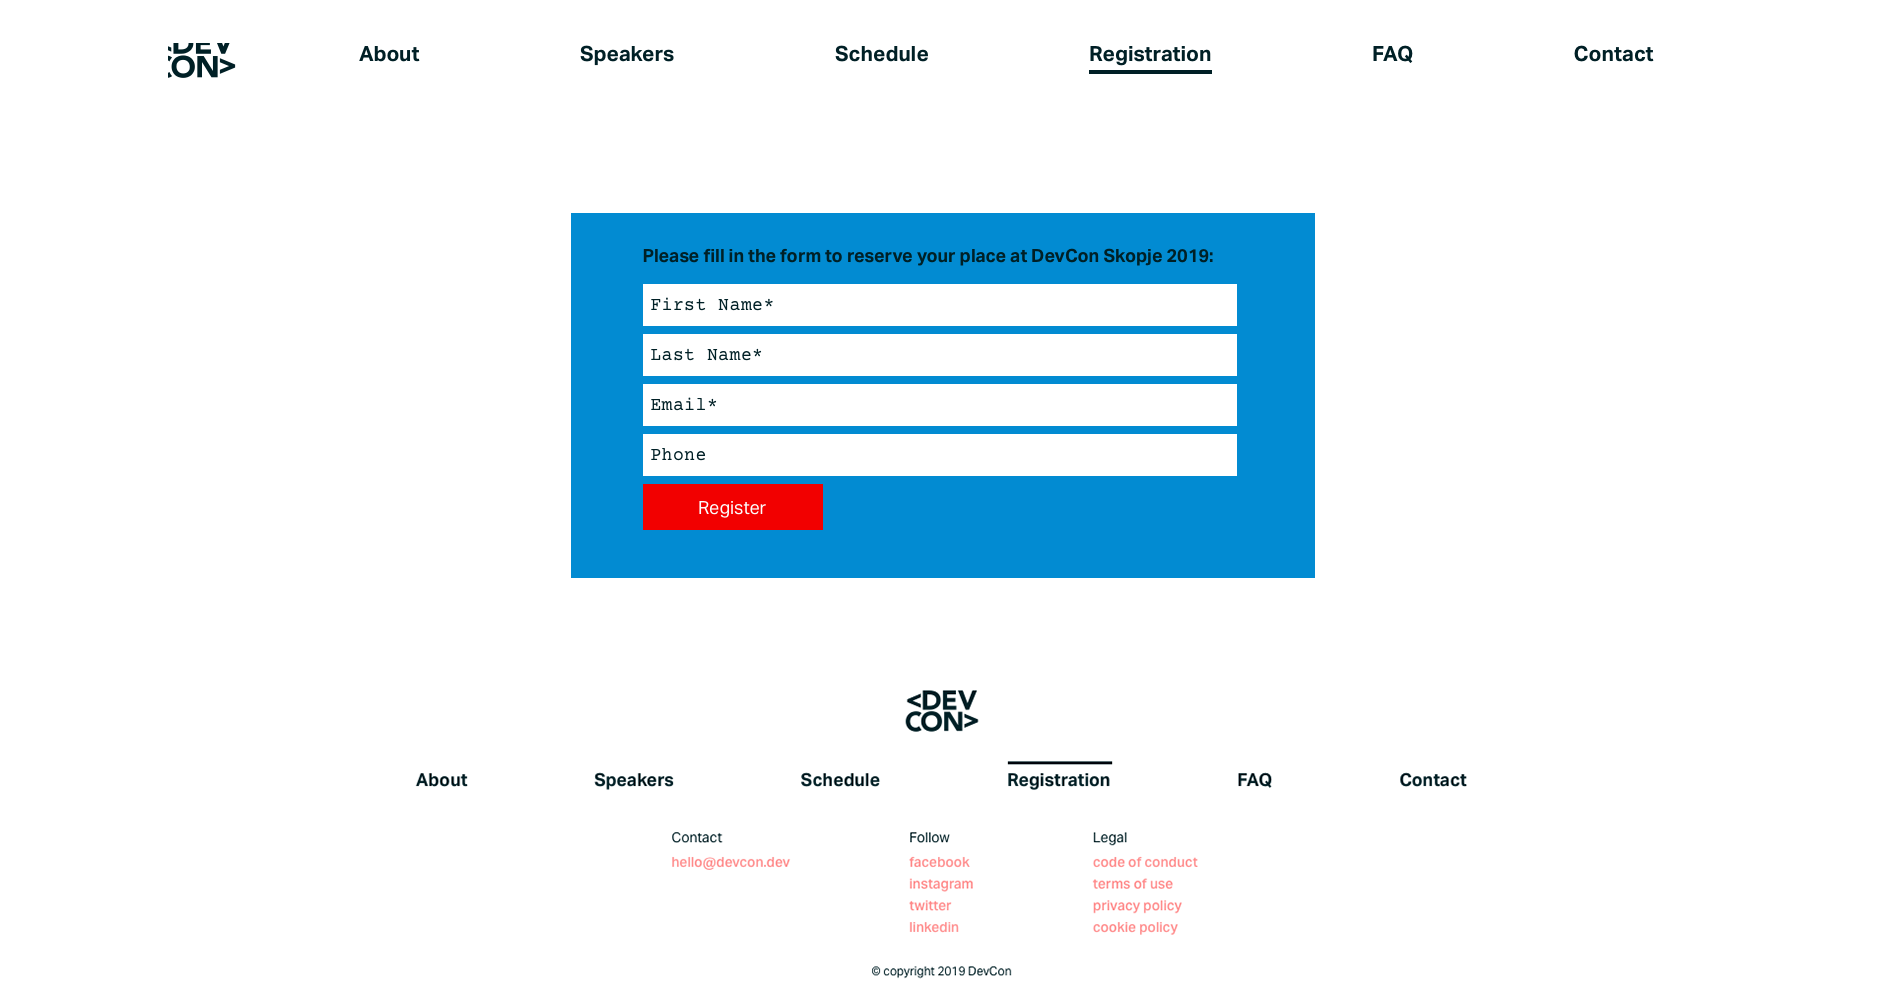 <DEV
CON>
About Speakers Schedule Registration FAQ Contact
Please fill in the form to reserve your place at DevCon Skopje 2019:
First Name*
Last Name*
Email*
Phone
Register
<DEV
CON>
About Speakers Schedule Registration FAQ Contact
Contact
hello@devcon.dev
Follow
facebook
instagram
twitter
linkedin
Legal
code of conduct
terms of use
privacy policy
cookie policy
© copyright 2019 DevCon